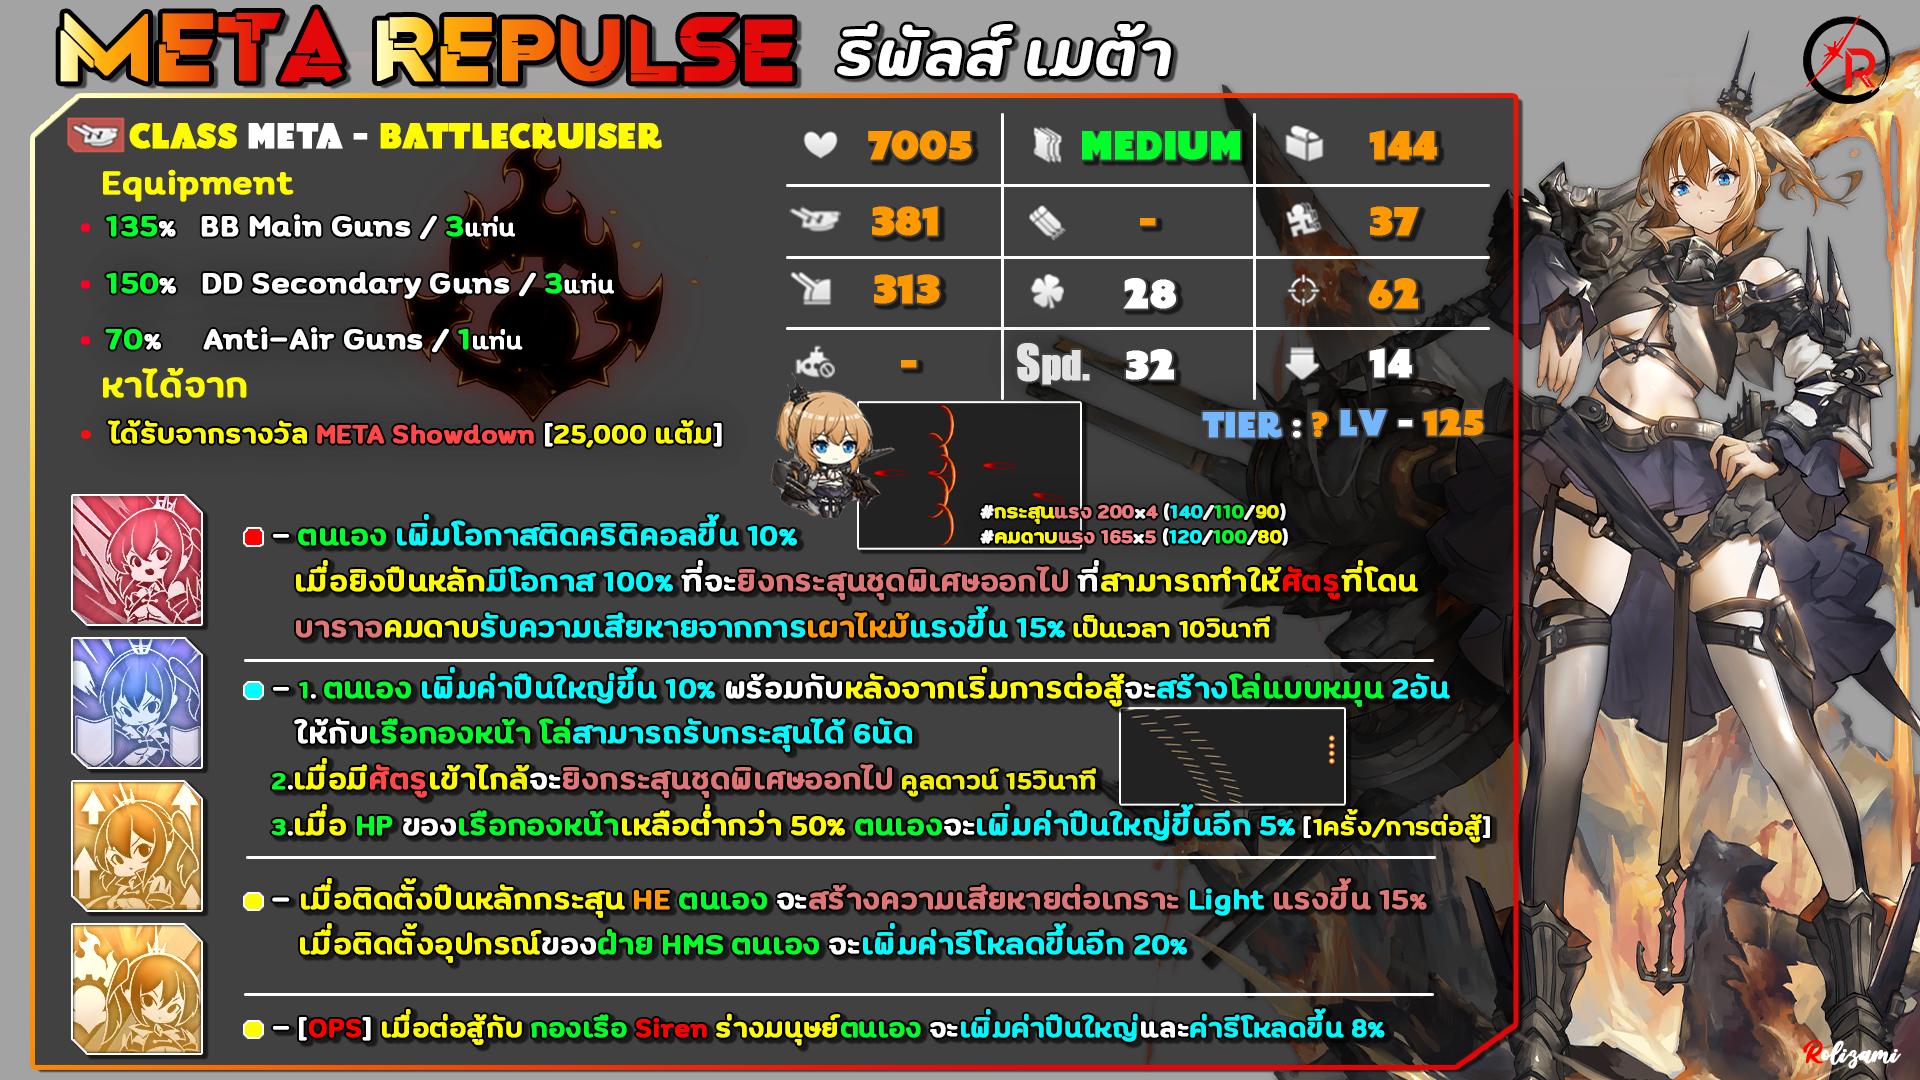 META REPULSE รีพัลส์ เมต้า
CLASS META - BATTLECRUISER
Equipment
135% BB Main Guns / 3แท่น
150% DD Secondary Guns / 3แท่น
70% Anti-Air Guns / 1แท่น
หาได้จาก
ได้รับจากรางวัล META Showdown [25,000 แต้ม]
7005 MEDIUM 144
381 - 37
313 28 62
- Spd. 32 14
TIER : ? LV - 125
#กระสุนแรง 200x4 (140/110/90)
#คมดาบแรง 165x5 (120/100/80)
- ตนเอง เพิ่มโอกาสติดคริติคอลขึ้น 10%
เมื่อยิงปืนหลักมีโอกาส 100% ที่จะยิงกระสุนชุดพิเศษออกไป ที่สามารถทำให้ศัตรูที่โดน
บาราจคมดาบรับความเสียหายจากการเผาไหม้แรงขึ้น 15% เป็นเวลา 10วินาที
- 1. ตนเอง เพิ่มค่าปืนใหญ่ขึ้น 10% พร้อมกับหลังจากเริ่มการต่อสู้จะสร้างโล่แบบหมุน 2อัน
ให้กับเรือกองหน้า โล่สามารถรับกระสุนได้ 6นัด
2.เมื่อมีศัตรูเข้าใกล้จะยิงกระสุนชุดพิเศษออกไป คูลดาวน์ 15วินาที
3.เมื่อ HP ของเรือกองหน้าเหลือต่ำกว่า 50% ตนเองจะเพิ่มค่าปืนใหญ่ขึ้นอีก 5% [1ครั้ง/การต่อสู้]
- เมื่อติดตั้งปืนหลักกระสุน HE ตนเอง จะสร้างความเสียหายต่อเกราะ Light แรงขึ้น 15%
เมื่อติดตั้งอุปกรณ์ของฝ่าย HMS ตนเอง จะเพิ่มค่ารีโหลดขึ้นอีก 20%
- [OPS] เมื่อต่อสู้กับ กองเรือ Siren ร่างมนุษย์ตนเอง จะเพิ่มค่าปืนใหญ่และค่ารีโหลดขึ้น 8%
Rolizami